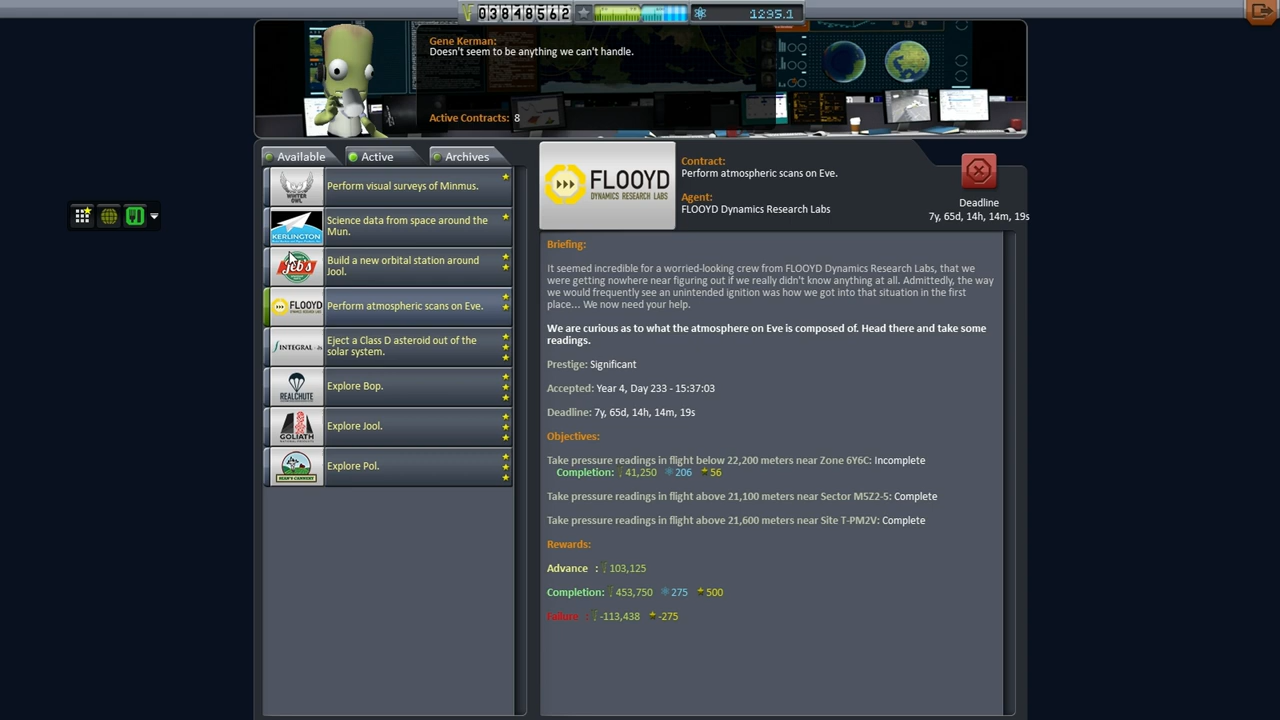 03848562
1295.1
Gene Kerman:
Doesn't seem to be anything we can't handle.
Active Contracts: 8
Available
Active
Archives
Perform visual surveys of Minmus.
KERLINGTON
Science data from space around the
Mun.
Jeb's
Build a new orbital station around
Jool.
FLOOYD
Perform atmospheric scans on Eve.
INTEGRAL
Eject a Class D asteroid out of the
solar system.
REALCHUTE
Explore Bop.
GOLIATH
Explore Jool.
BEAN'S CANNERY
Explore Pol.
FLOOYD
DYNAMICS RESEARCH LABS
Contract:
Perform atmospheric scans on Eve.
Agent:
FLOOYD Dynamics Research Labs
Deadline
7y, 65d, 14h, 14m, 19s
Briefing:
It seemed incredible for a worried-looking crew from FLOOYD Dynamics Research Labs, that we
were getting nowhere near figuring out if we really didn't know anything at all. Admittedly, the way
we would frequently see an unintended ignition was how we got into that situation in the first
place... We now need your help.
We are curious as to what the atmosphere on Eve is composed of. Head there and take some
readings.
Prestige: Significant
Accepted: Year 4, Day 233 - 15:37:03
Deadline: 7y, 65d, 14h, 14m, 19s
Objectives:
Take pressure readings in flight below 22,200 meters near Zone 6Y6C: Incomplete
Completion: 41,250 206 56
Take pressure readings in flight above 21,100 meters near Sector M5Z2-5: Complete
Take pressure readings in flight above 21,600 meters near Site T-PM2V: Complete
Rewards:
Advance : 103,125
Completion: 453,750 275 500
Failure : -113,438 -275